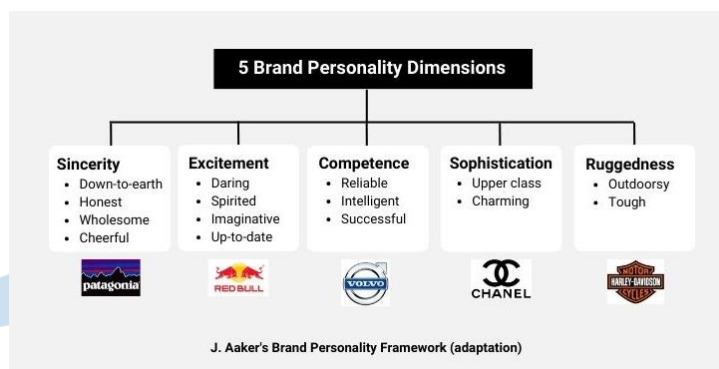 5 Brand Personality Dimensions
Sincerity
• Down-to-earth
• Honest
• Wholesome
• Cheerful
Excitement
• Daring
• Spirited
• Imaginative
• Up-to-date
Competence
• Reliable
• Intelligent
• Successful
Sophistication
• Upper class
• Charming
Ruggedness
• Outdoorsy
• Tough
patagonia
RED BULL
VOLVO
CHANEL
MOTOR
HARLEY-DAVIDSON
CYCLES
J. Aaker's Brand Personality Framework (adaptation)